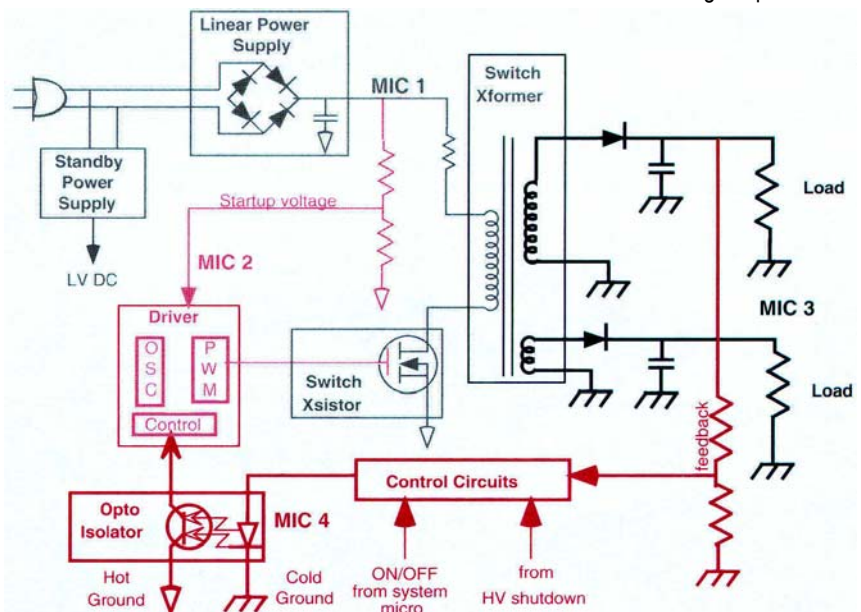 Linear Power
Supply
MIC 1
Switch
Xformer
Standby
Power
Supply
Startup voltage
Load
LV DC
MIC 2
MIC 3
Driver
O
S
C
P
W
M
Control
Switch
Xsistor
Load
feedback
Control Circuits
Opto
Isolator
MIC 4
Hot
Ground
Cold
Ground
ON/OFF
from system
micro
from
HV shutdown